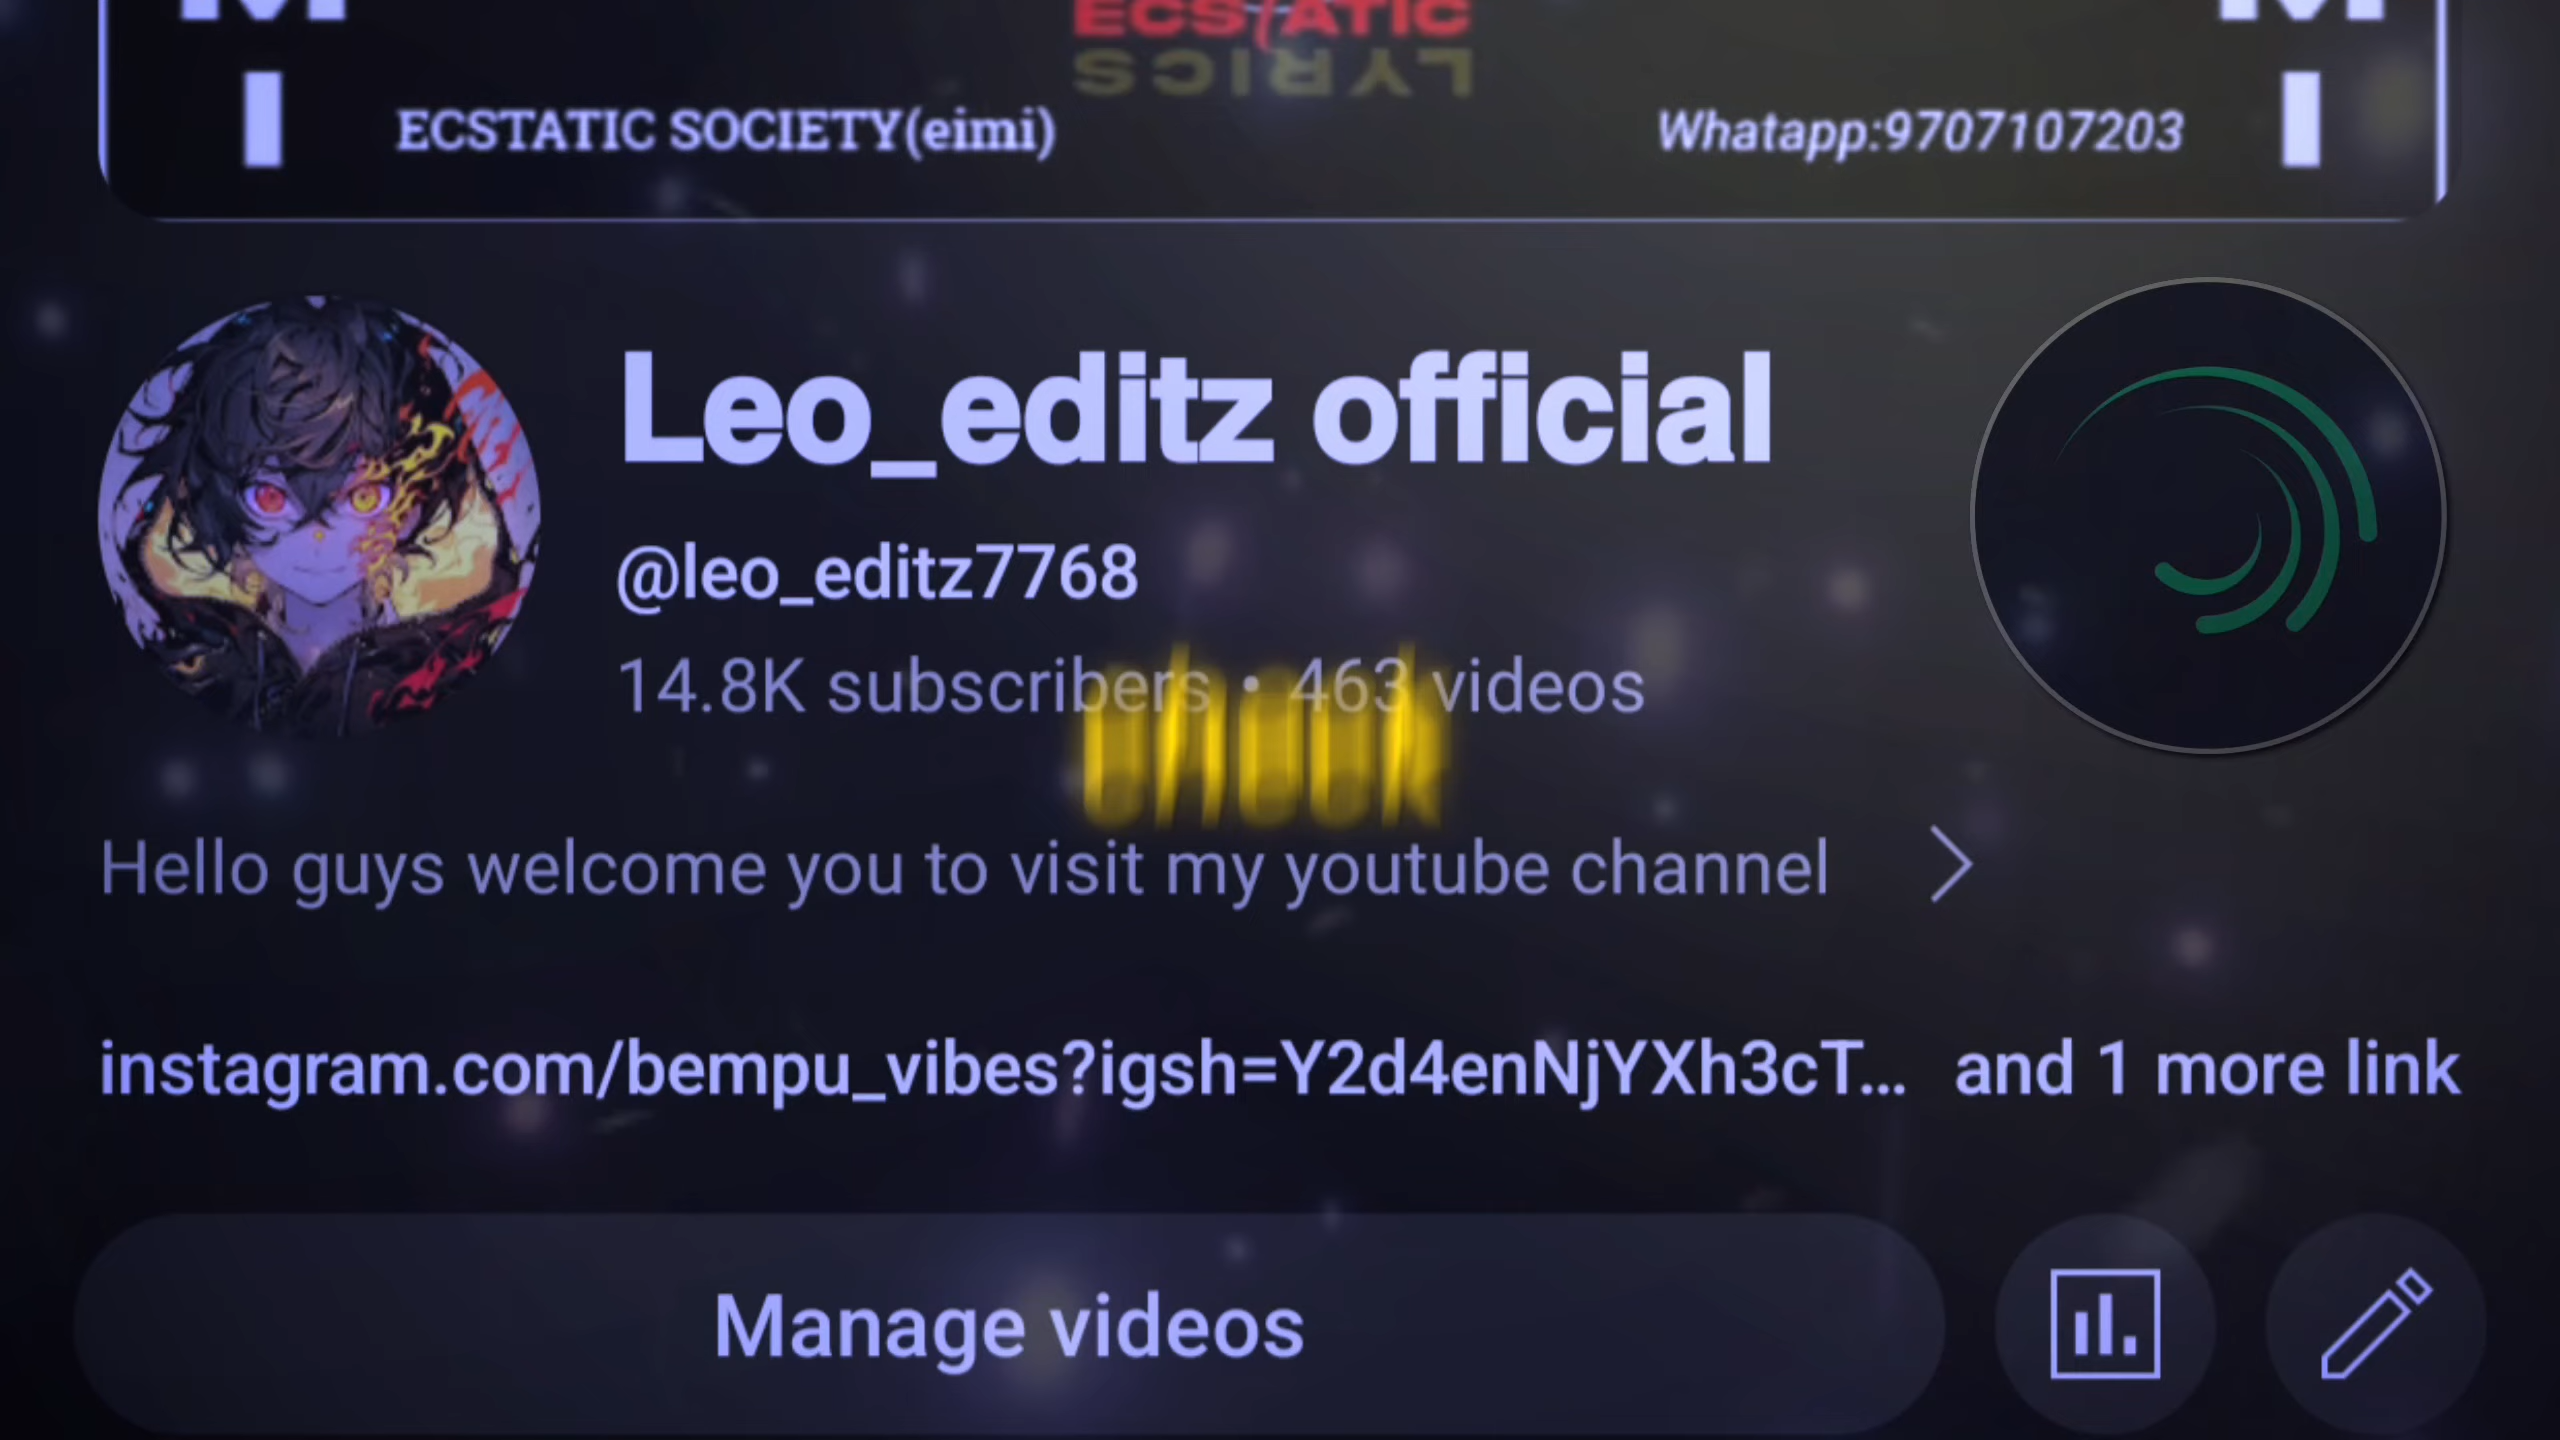 ECSTATIC
LYRICS
ECSTATIC SOCIETY(eimi)
Whatapp:9707107203
Leo_editz official
@leo_editz7768
14.8K subscribers • 463 videos
Hello guys welcome you to visit my youtube channel
instagram.com/bempu_vibes?igsh=Y2d4enNjYXh3cT... and 1 more link
Manage videos